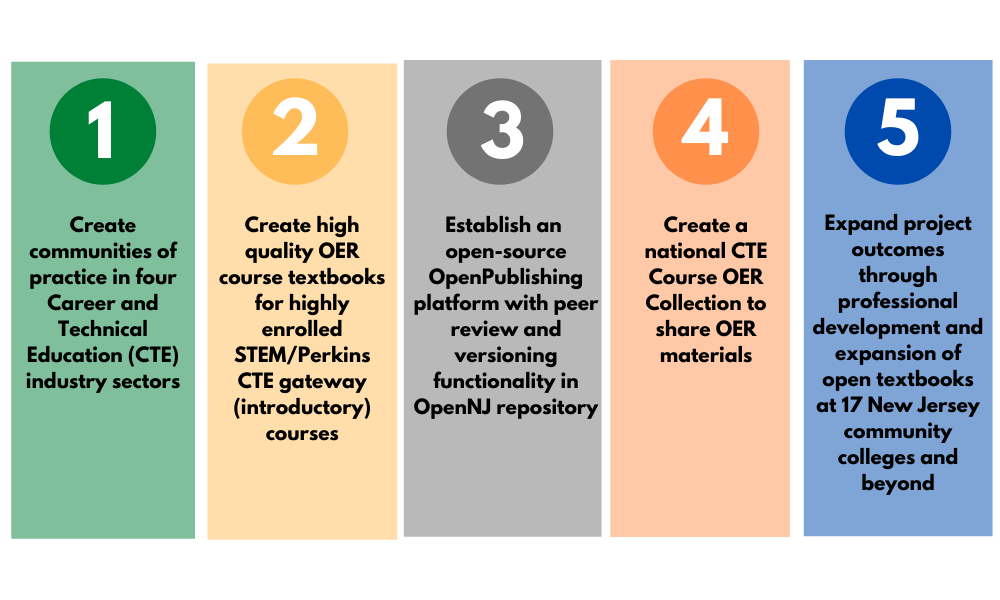 1
Create
communities of
practice in four
Career and
Technical
Education (CTE)
industry sectors
2
Create high
quality OER
course textbooks
for highly
enrolled
STEM/Perkins
CTE gateway
(introductory)
courses
3
Establish an
open-source
OpenPublishing
platform with peer
review and
versioning
functionality in
OpenNJ repository
4
Create a
national CTE
Course OER
Collection to
share OER
materials
5
Expand project
outcomes
through
professional
development and
expansion of
open textbooks
at 17 New Jersey
community
colleges and
beyond